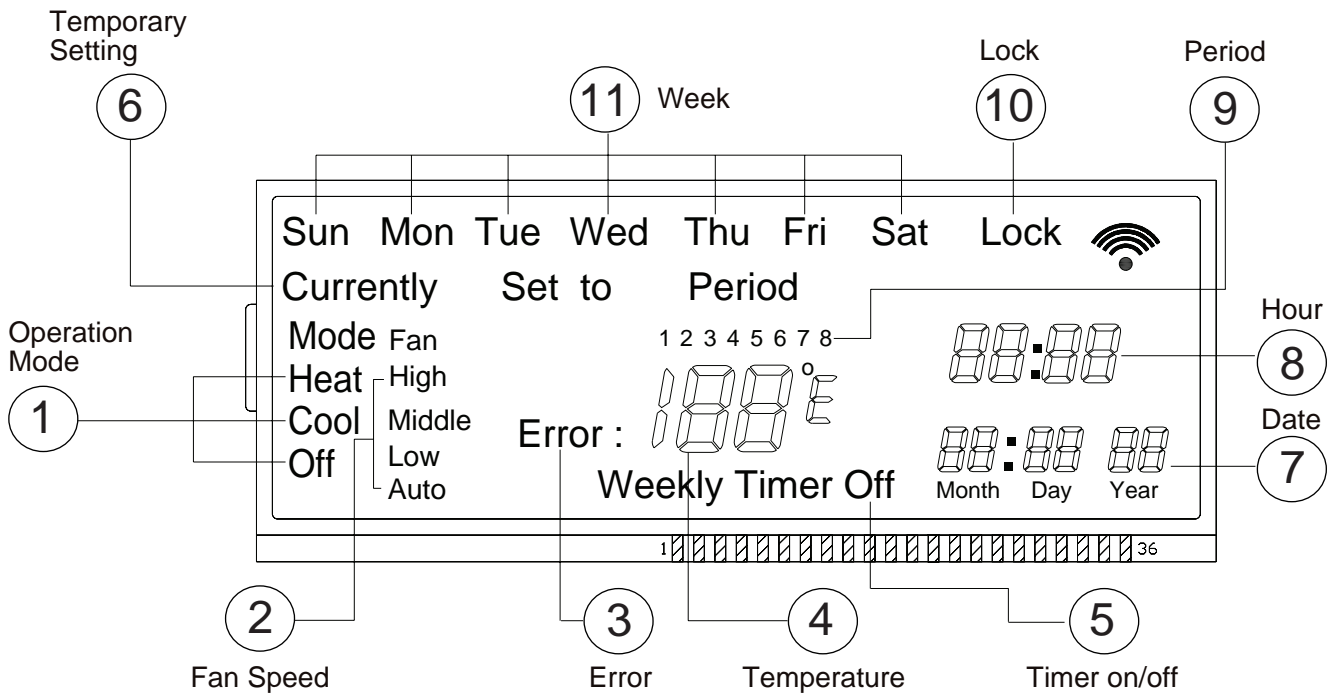 Temporary
Setting
6
11 Week
Lock
10
Period
9
Sun Mon Tue Wed Thu Fri Sat Lock
Currently Set to Period
Operation
Mode
1
Mode Fan
Heat High
Cool Middle
Off Low
Auto
1 2 3 4 5 6 7 8
188°E
Error :
Weekly Timer Off
88:88
Hour
8
88:88 88
Month Day Year
Date
7
1 36
2
Fan Speed
3
Error
4
Temperature
5
Timer on/off